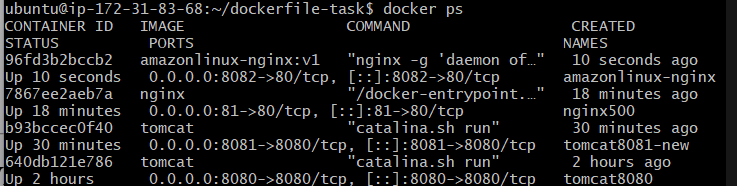 ubuntu@ip-172-31-83-68:~/dockerfile-task$ docker ps
CONTAINER ID   IMAGE                  COMMAND                  CREATED
STATUS          PORTS                                     NAMES
96fd3b2bccb2   amazonlinux-nginx:v1   "nginx -g 'daemon of…"   10 seconds ago
Up 10 seconds   0.0.0.0:8082->80/tcp, [::]:8082->80/tcp       amazonlinux-nginx
7867ee2aeb7a   nginx                  "/docker-entrypoint.…"   18 minutes ago
Up 18 minutes   0.0.0.0:81->80/tcp, [::]:81->80/tcp           nginx500
b93bccec0f40   tomcat                 "catalina.sh run"        30 minutes ago
Up 30 minutes   0.0.0.0:8081->8080/tcp, [::]:8081->8080/tcp   tomcat8081-new
640db121e786   tomcat                 "catalina.sh run"        2 hours ago
Up 2 hours      0.0.0.0:8080->8080/tcp, [::]:8080->8080/tcp   tomcat8080